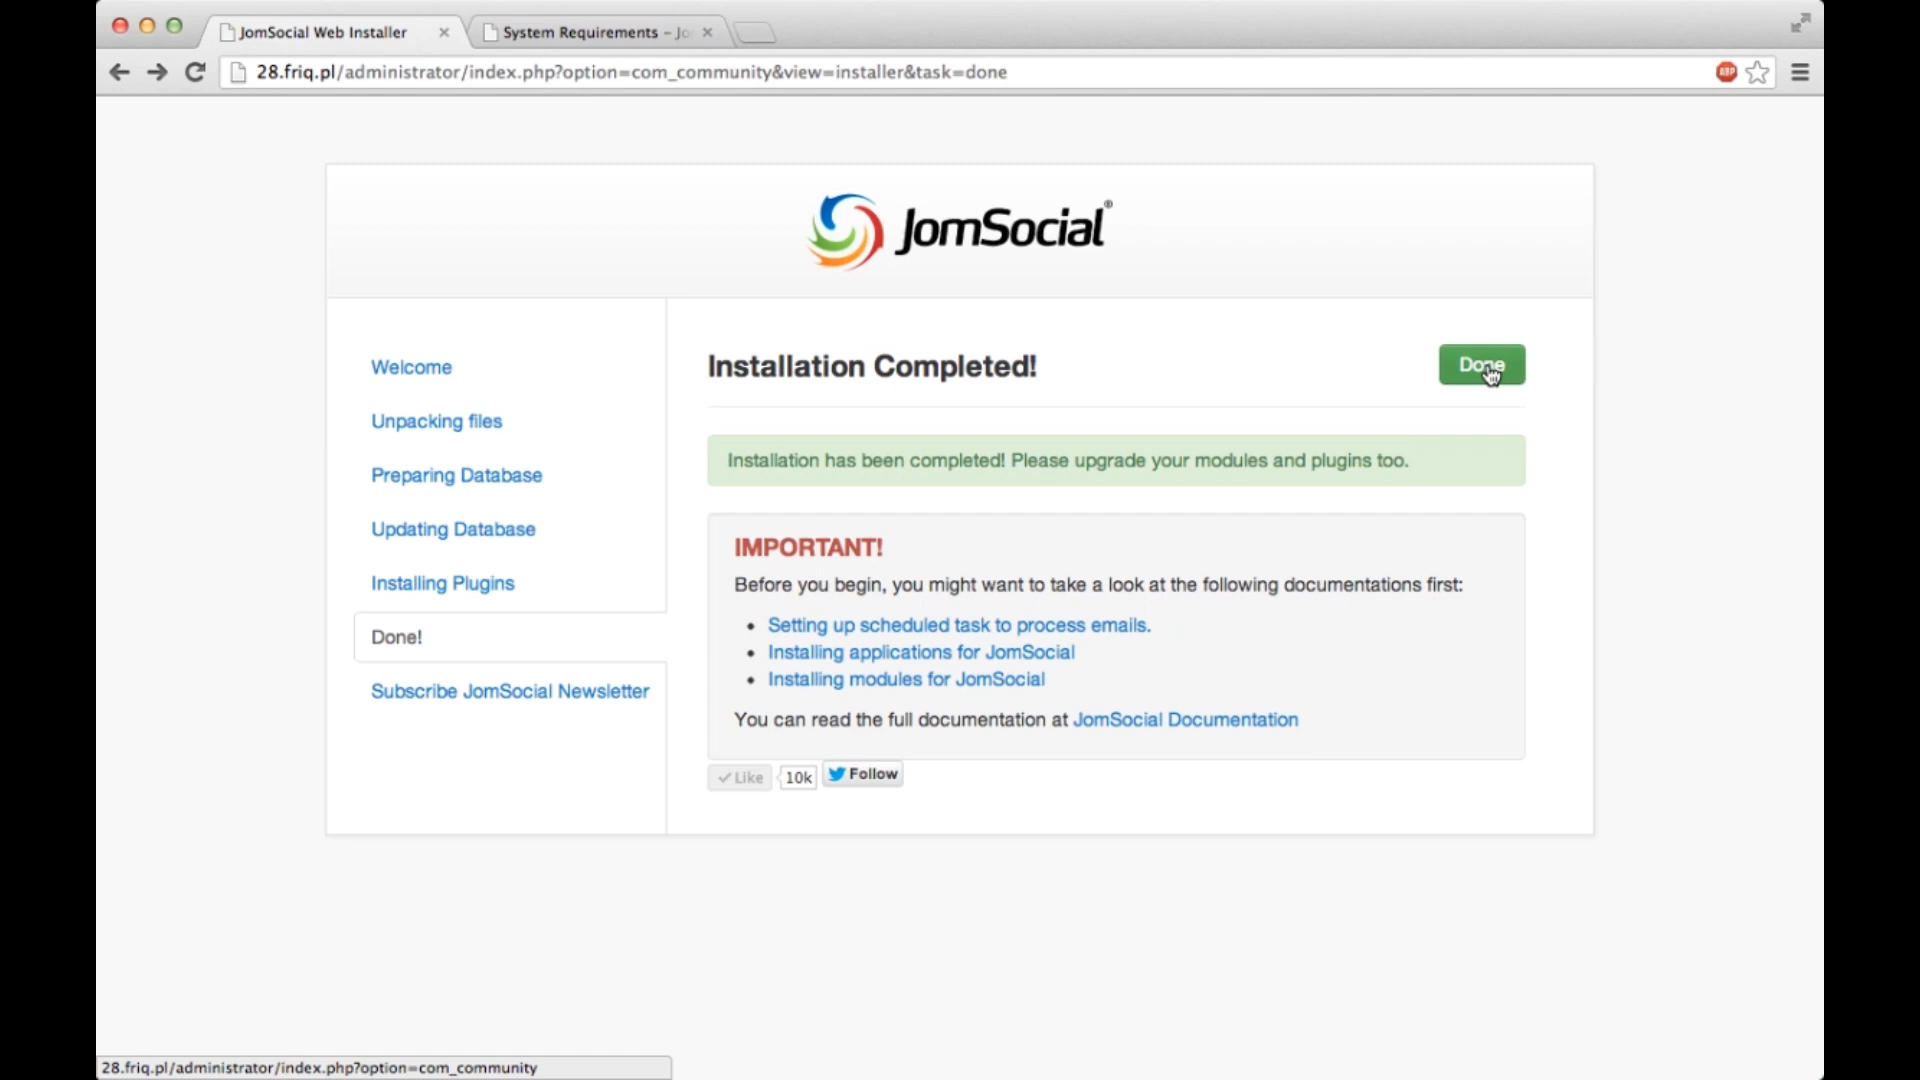 JomSocial Web Installer
System Requirements – Jo
28.friq.pl/administrator/index.php?option=com_community&view=installer&task=done
ABP
JomSocial®
Welcome
Unpacking files
Preparing Database
Updating Database
Installing Plugins
Done!
Subscribe JomSocial Newsletter
Installation Completed!
Done
Installation has been completed! Please upgrade your modules and plugins too.
IMPORTANT!
Before you begin, you might want to take a look at the following documentations first:
• Setting up scheduled task to process emails.
• Installing applications for JomSocial
• Installing modules for JomSocial
You can read the full documentation at JomSocial Documentation
Like
10k
Follow
28.friq.pl/administrator/index.php?option=com_community